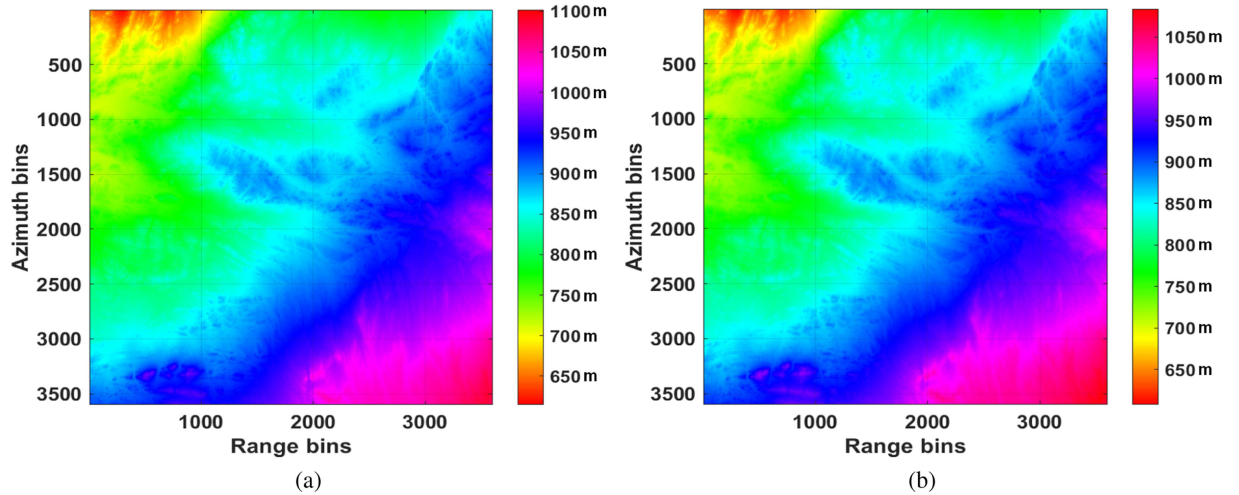 1100 m
1050 m
1000 m
950 m
900 m
850 m
800 m
750 m
700 m
650 m
500
1000
1500
2000
2500
3000
3500
Azimuth bins
1000 2000 3000
Range bins
(a)
1050 m
1000 m
950 m
900 m
850 m
800 m
750 m
700 m
650 m
500
1000
1500
2000
2500
3000
3500
Azimuth bins
1000 2000 3000
Range bins
(b)